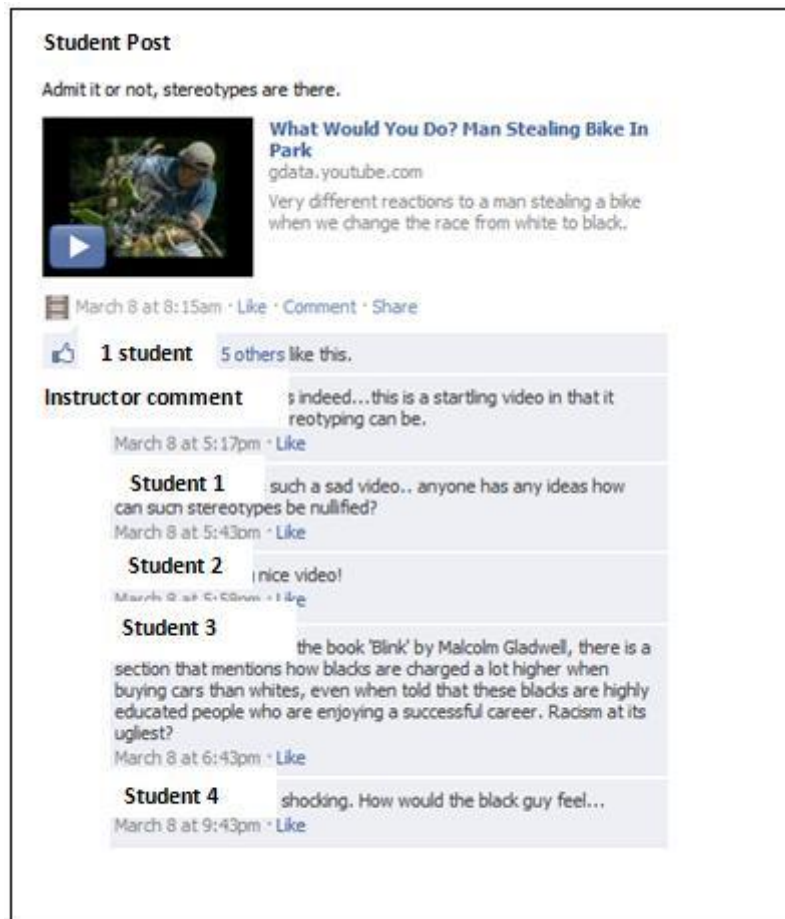 Student Post
Admit it or not, stereotypes are there.
What Would You Do? Man Stealing Bike In
Park
gdata.youtube.com
Very different reactions to a man stealing a bike
when we change the race from white to black.
March 8 at 8:15am · Like · Comment · Share
1 student 5 others like this.
Instructor comment indeed...this is a startling video in that it
can be.
March 8 at 5:17pm · Like
Student 1 such a sad video.. anyone has any ideas how
can such stereotypes be nullified?
March 8 at 5:43pm · Like
Student 2 nice video!
March 8 at 5:59pm · Like
Student 3
the book 'Blink' by Malcolm Gladwell, there is a
section that mentions how blacks are charged a lot higher when
buying cars than whites, even when told that these blacks are highly
educated people who are enjoying a successful career. Racism at its
ugliest?
March 8 at 6:43pm · Like
Student 4 shocking. How would the black guy feel...
March 8 at 9:43pm · Like